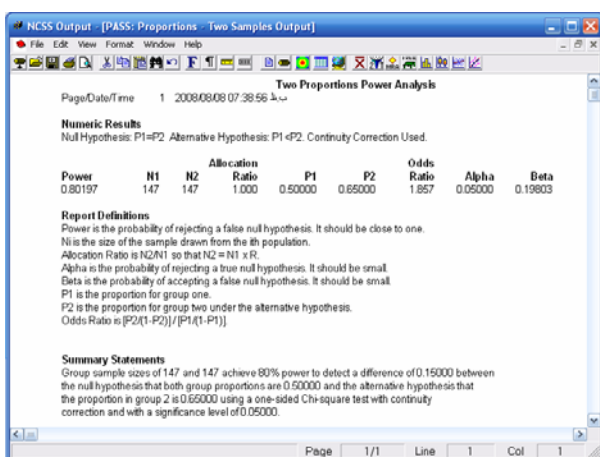 NCSS Output - [PASS: Proportions - Two Samples Output]
File Edit View Format Window Help
Two Proportions Power Analysis
Page/Date/Time 1 2008/08/08 07:38:56 ب.ظ
Numeric Results
Null Hypothesis: P1=P2 Alternative Hypothesis: P1<P2. Continuity Correction Used.
Allocation Odds
Power N1 N2 Ratio P1 P2 Ratio Alpha Beta
0.80197 147 147 1.000 0.50000 0.65000 1.857 0.05000 0.19803
Report Definitions
Power is the probability of rejecting a false null hypothesis. It should be close to one.
Ni is the size of the sample drawn from the ith population.
Allocation Ratio is N2/N1 so that N2 = N1 x R.
Alpha is the probability of rejecting a true null hypothesis. It should be small.
Beta is the probability of accepting a false null hypothesis. It should be small.
P1 is the proportion for group one.
P2 is the proportion for group two under the alternative hypothesis.
Odds Ratio is [P2/(1-P2)] / [P1/(1-P1)].
Summary Statements
Group sample sizes of 147 and 147 achieve 80% power to detect a difference of 0.15000 between
the null hypothesis that both group proportions are 0.50000 and the alternative hypothesis that
the proportion in group 2 is 0.65000 using a one-sided Chi-square test with continuity
correction and with a significance level of 0.05000.
Page 1/1 Line 1 Col 1